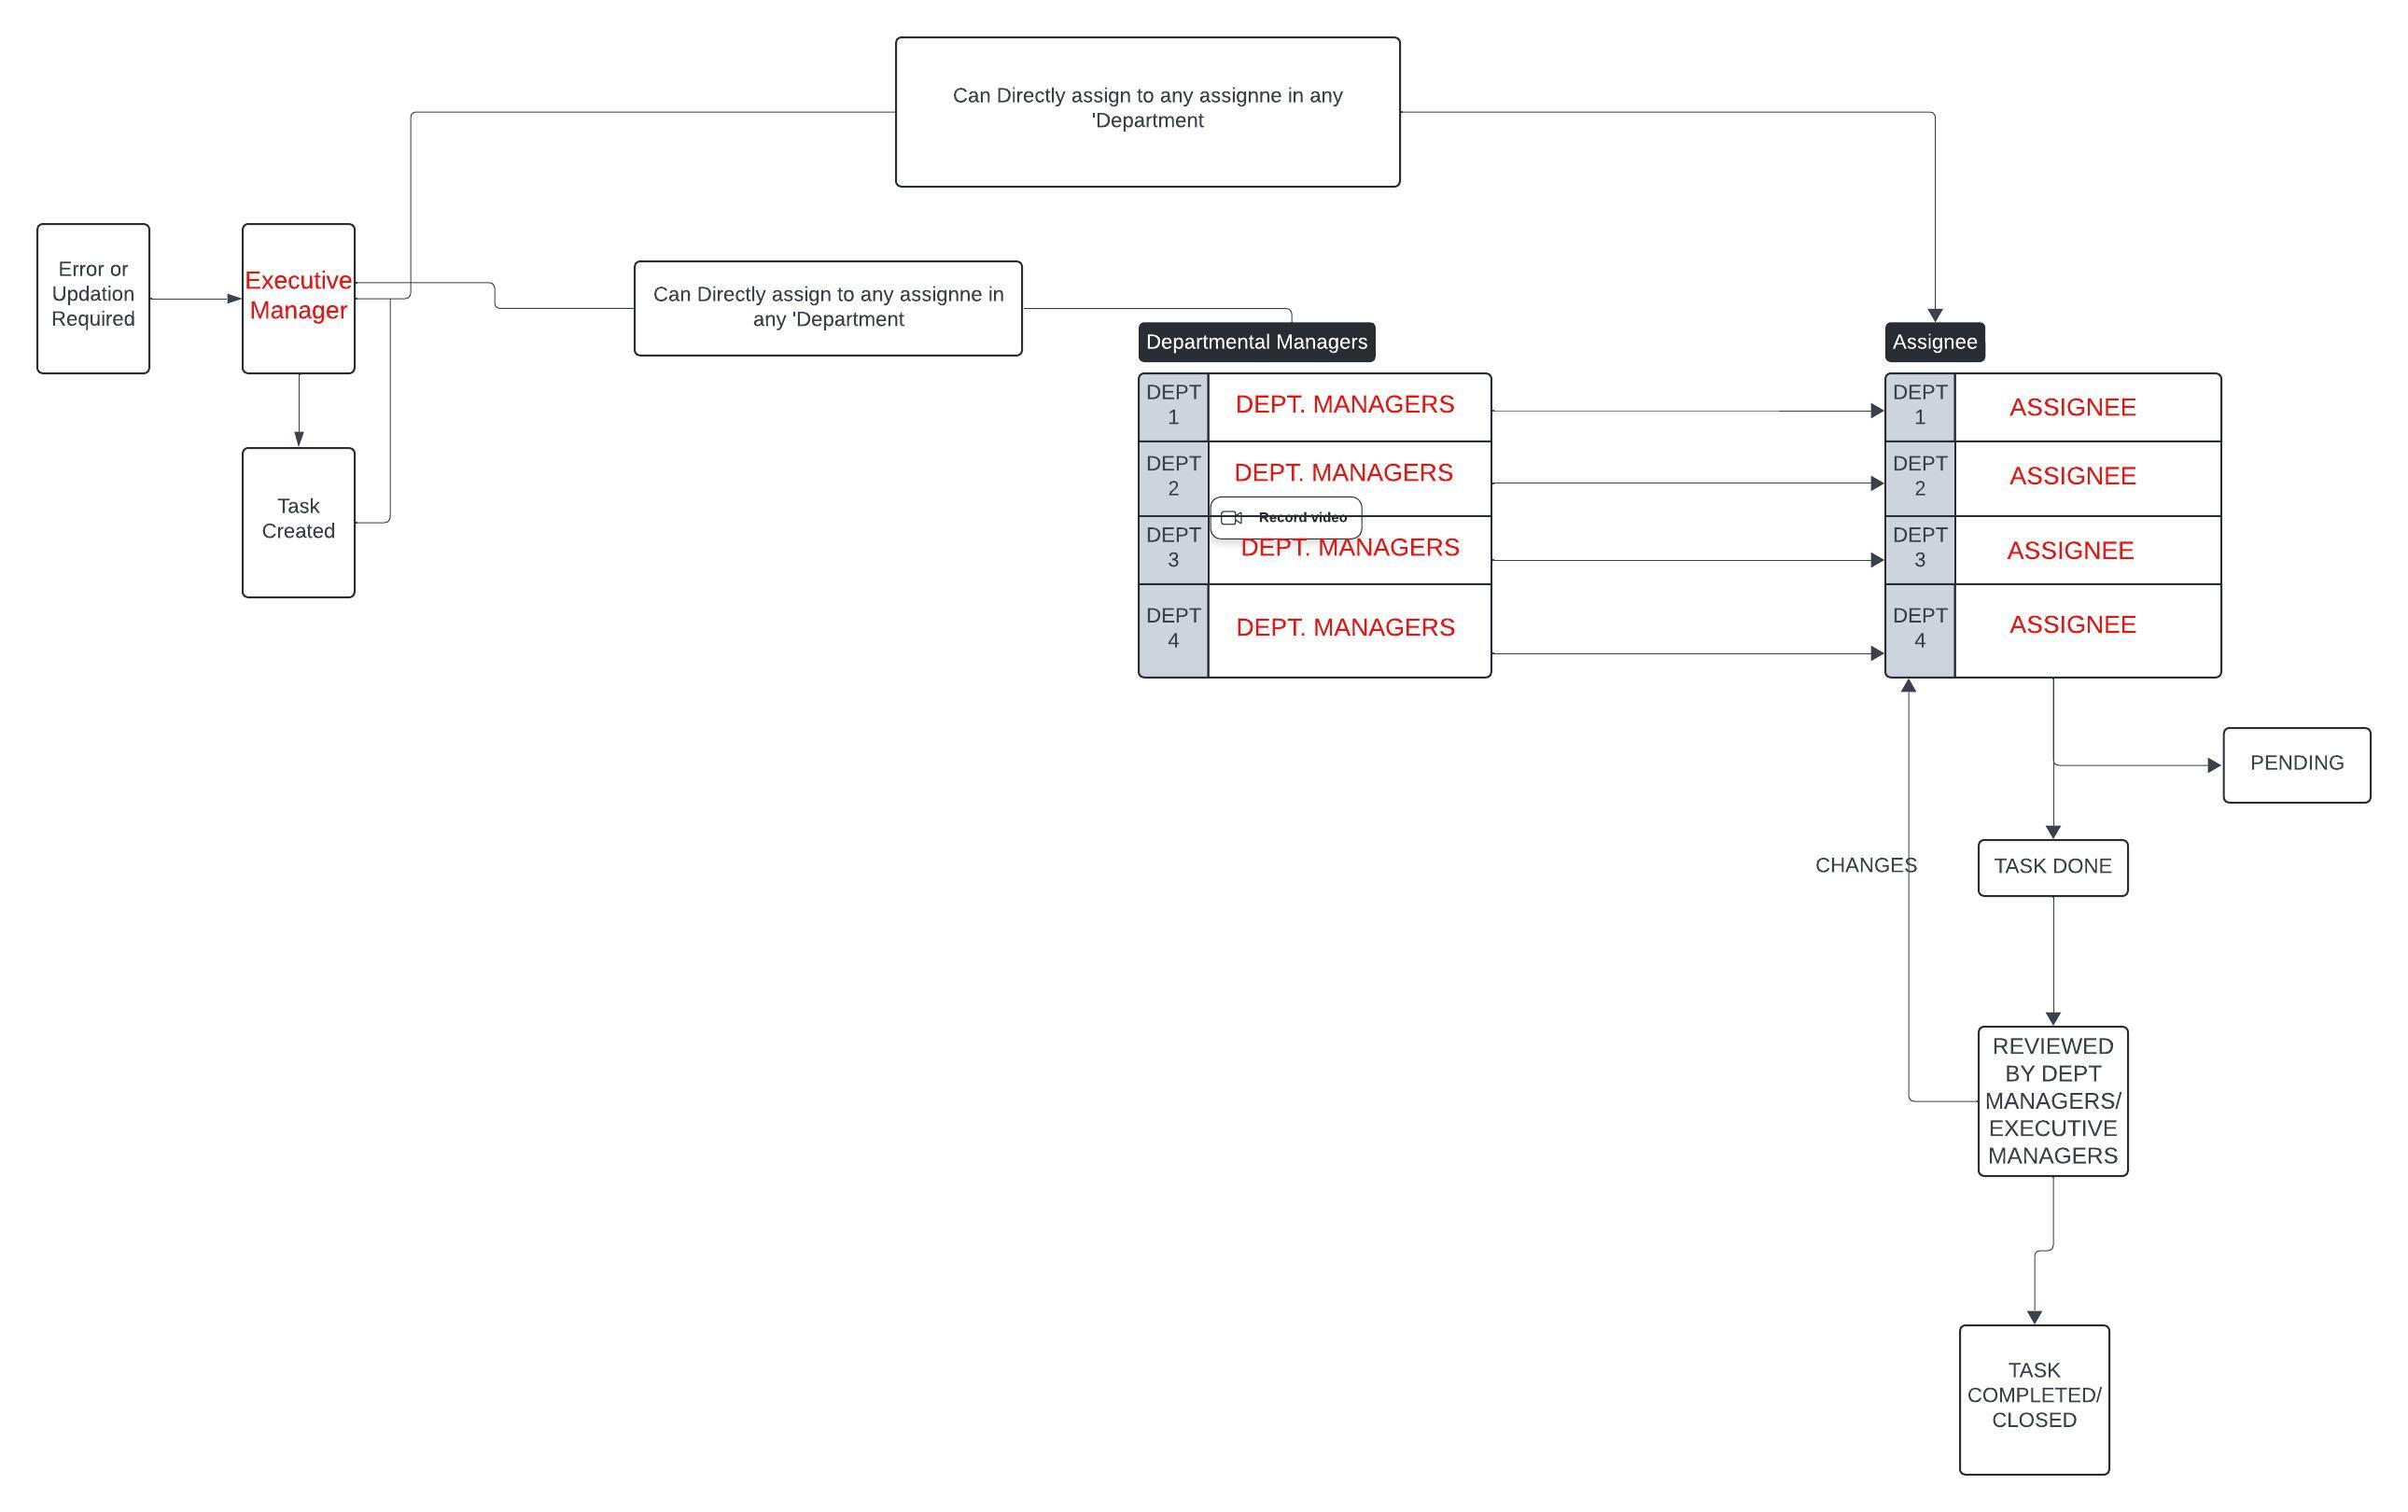 Can Directly assign to any assignne in any
'Department
Error or
Updation
Required
Executive
Manager
Can Directly assign to any assignne in
any 'Department
Task
Created
Departmental Managers
DEPT
1
DEPT. MANAGERS
DEPT
2
DEPT. MANAGERS
Record video
DEPT
3
DEPT. MANAGERS
DEPT
4
DEPT. MANAGERS
Assignee
DEPT
1
ASSIGNEE
DEPT
2
ASSIGNEE
DEPT
3
ASSIGNEE
DEPT
4
ASSIGNEE
PENDING
CHANGES
TASK DONE
REVIEWED
BY DEPT
MANAGERS/
EXECUTIVE
MANAGERS
TASK
COMPLETED/
CLOSED